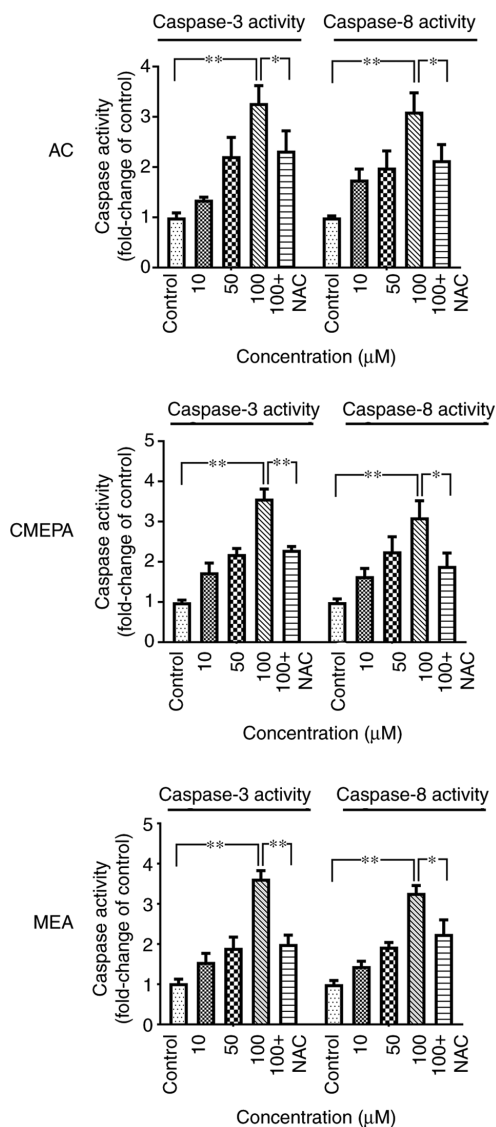 Caspase-3 activity Caspase-8 activity
AC
Caspase activity
(fold-change of control)
4
3
2
1
0
** * ** *
Control 10 50 100 100+ NAC Control 10 50 100 100+ NAC
Concentration (μM)
Caspase-3 activity Caspase-8 activity
CMEPA
Caspase activity
(fold-change of control)
5
4
3
2
1
0
** ** ** *
Control 10 50 100 100+ NAC Control 10 50 100 100+ NAC
Concentration (μM)
Caspase-3 activity Caspase-8 activity
MEA
Caspase activity
(fold-change of control)
5
4
3
2
1
0
** ** ** *
Control 10 50 100 100+ NAC Control 10 50 100 100+ NAC
Concentration (μM)